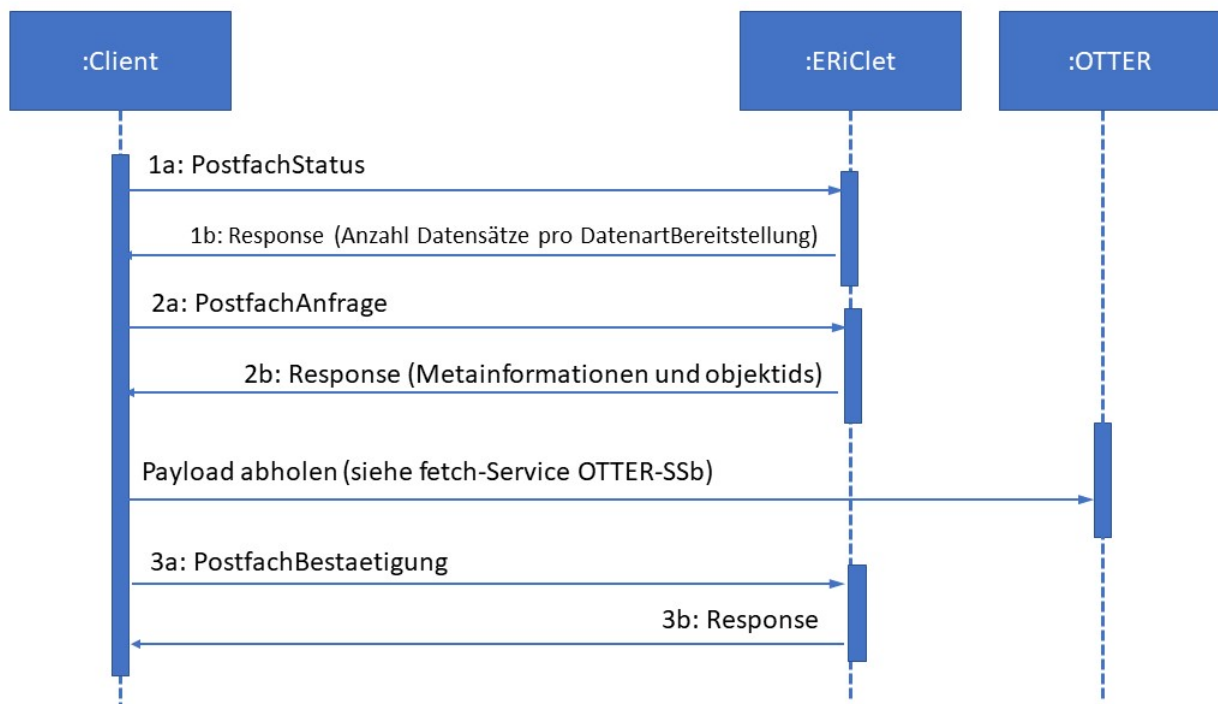 :Client
:ERiClet
:OTTER
1a: PostfachStatus
1b: Response (Anzahl Datensätze pro DatenartBereitstellung)
2a: PostfachAnfrage
2b: Response (Metainformationen und objektids)
Payload abholen (siehe fetch-Service OTTER-SSb)
3a: PostfachBestaetigung
3b: Response